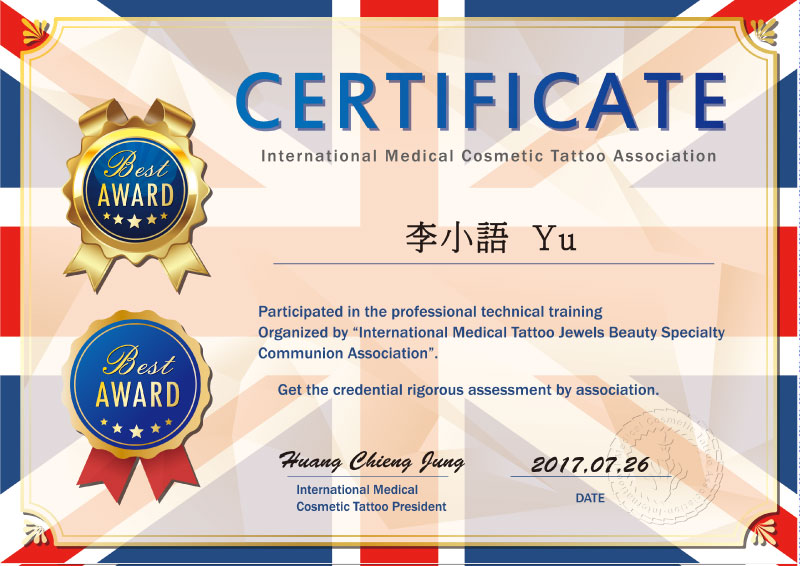 CERTIFICATE
International Medical Cosmetic Tattoo Association
Best
AWARD
李小語 Yu
Participated in the professional technical training
Organized by “International Medical Tattoo Jewels Beauty Specialty
Communion Association”.
Get the credential rigorous assessment by association.
Best
AWARD
Huang Chieng Jung
2017.07.26
International Medical
Cosmetic Tattoo President
DATE